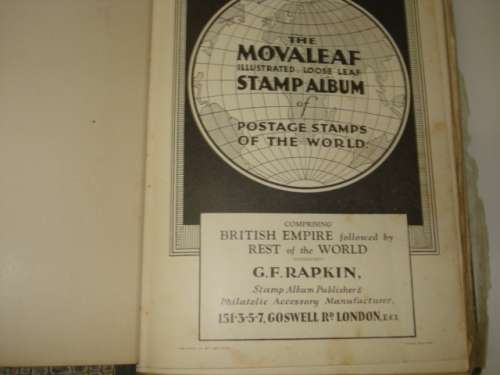 THE
MOVALEAF
ILLUSTRATED LOOSE LEAF
STAMP ALBUM
of
POSTAGE STAMPS
OF THE WORLD.
COMPRISING
BRITISH EMPIRE followed by
REST of the WORLD
G.F. RAPKIN,
Stamp Album Publisher &
Philatelic Accessory Manufacturer,
151·3·5·7, GOSWELL RD LONDON, E.C.1.